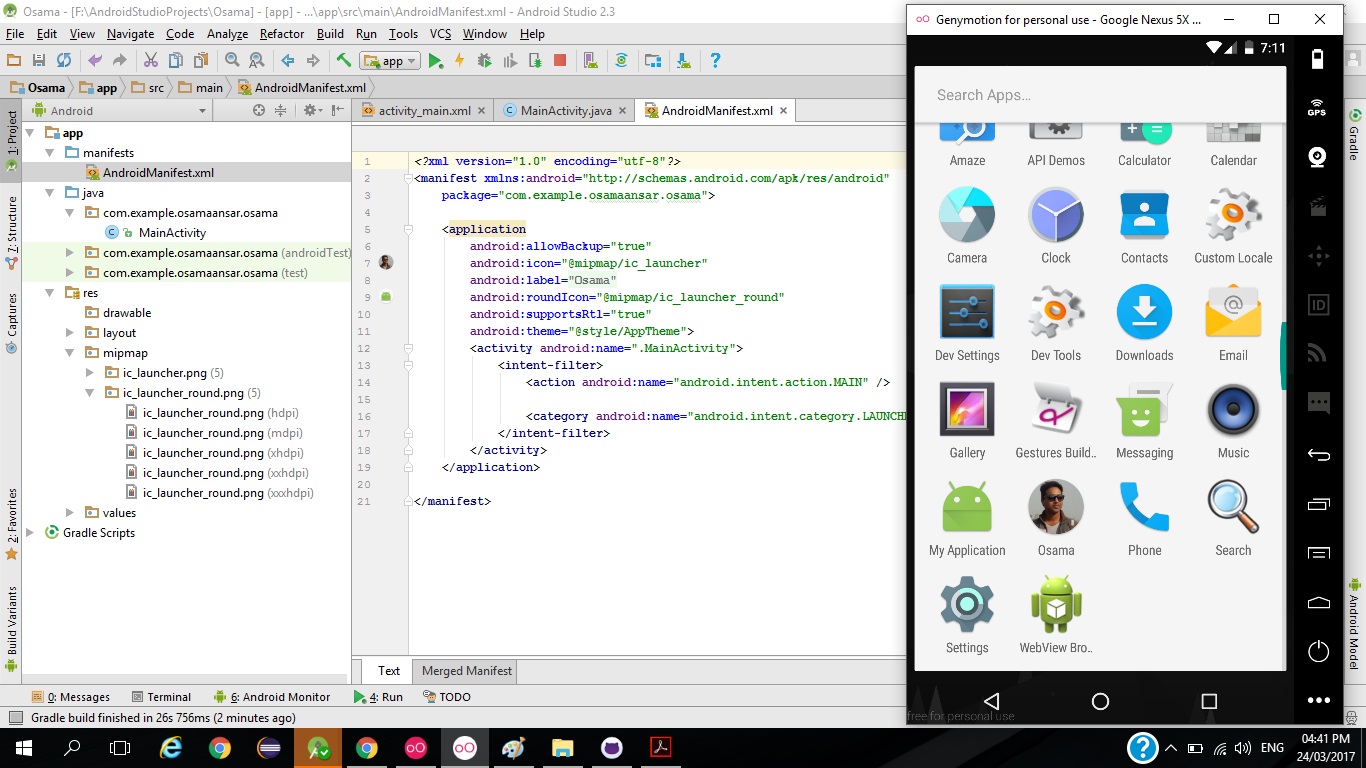 Osama - [F:\AndroidStudioProjects\Osama] - [app] - ...\app\src\main\AndroidManifest.xml - Android Studio 2.3
File Edit View Navigate Code Analyze Refactor Build Run Tools VCS Window Help
app
Osama app src main AndroidManifest.xml
Android
activity_main.xml MainActivity.java AndroidManifest.xml
1: Project
7: Structure
Captures
2: Favorites
Build Variants
app
manifests
AndroidManifest.xml
java
com.example.osamaansar.osama
MainActivity
com.example.osamaansar.osama (androidTest)
com.example.osamaansar.osama (test)
res
drawable
layout
mipmap
ic_launcher.png (5)
ic_launcher_round.png (5)
ic_launcher_round.png (hdpi)
ic_launcher_round.png (mdpi)
ic_launcher_round.png (xhdpi)
ic_launcher_round.png (xxhdpi)
ic_launcher_round.png (xxxhdpi)
values
Gradle Scripts
1 <?xml version="1.0" encoding="utf-8"?>
2 <manifest xmlns:android="http://schemas.android.com/apk/res/android"
3 package="com.example.osamaansar.osama">
4
5 <application
6 android:allowBackup="true"
7 android:icon="@mipmap/ic_launcher"
8 android:label="Osama"
9 android:roundIcon="@mipmap/ic_launcher_round"
10 android:supportsRtl="true"
11 android:theme="@style/AppTheme">
12 <activity android:name=".MainActivity">
13 <intent-filter>
14 <action android:name="android.intent.action.MAIN" />
15
16 <category android:name="android.intent.category.LAUNCHE
17 </intent-filter>
18 </activity>
19 </application>
20
21 </manifest>
Text Merged Manifest
0: Messages Terminal 6: Android Monitor 4: Run TODO
Gradle build finished in 26s 756ms (2 minutes ago)
Genymotion for personal use - Google Nexus 5X ...
7:11
Search Apps...
Amaze API Demos Calculator Calendar
Camera Clock Contacts Custom Locale
Dev Settings Dev Tools Downloads Email
Gallery Gestures Build.. Messaging Music
My Application Osama Phone Search
Settings WebView Bro..
free for personal use
GPS
ID
Gradle
Android Model
ENG
04:41 PM
24/03/2017